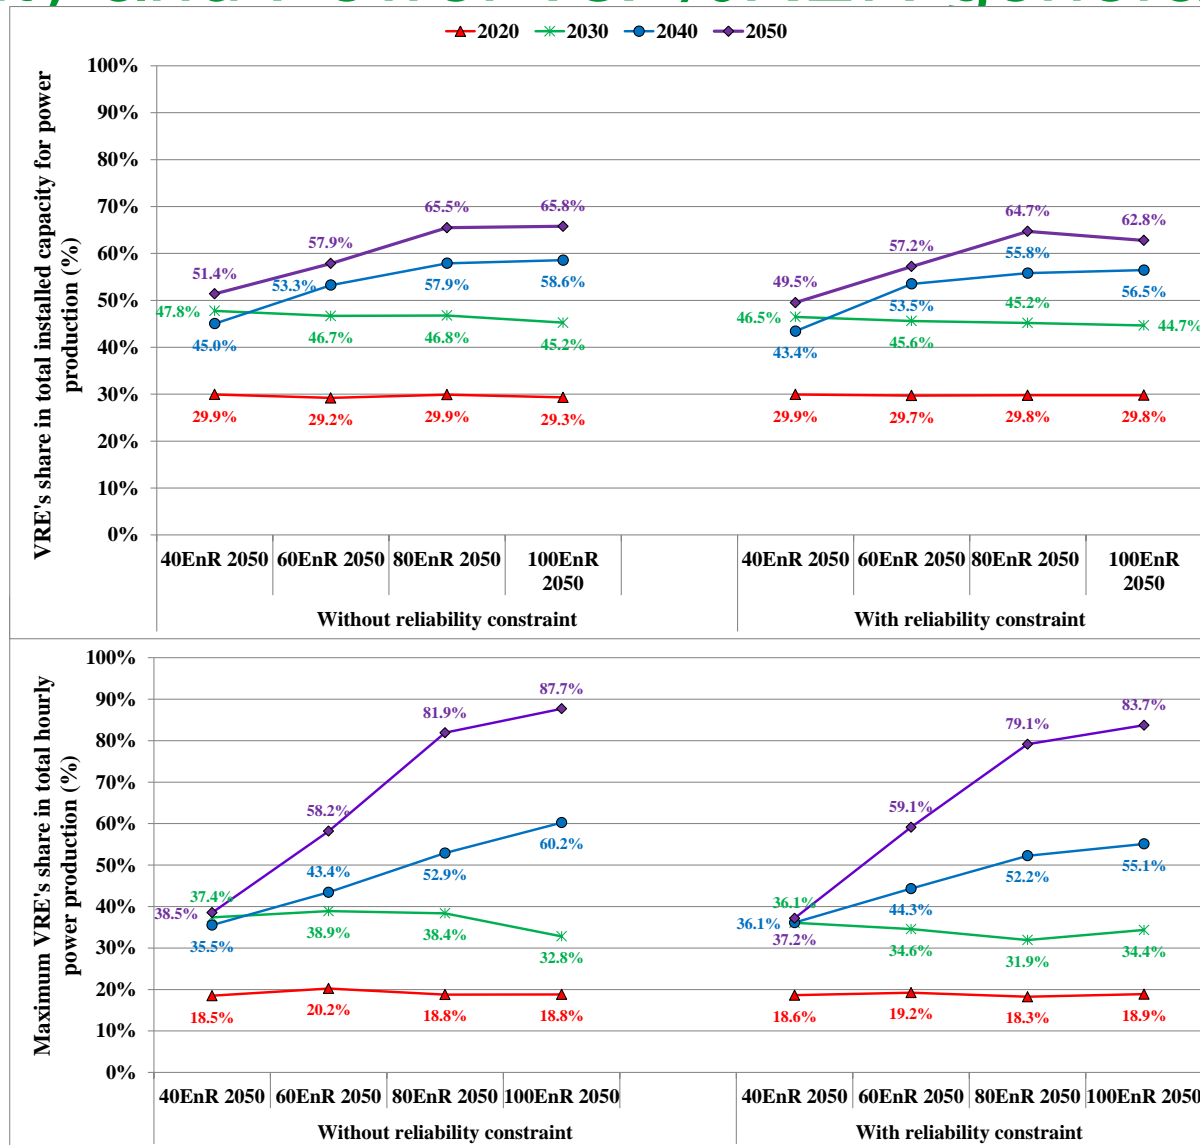 2020 2030 2040 2050
VRE's share in total installed capacity for power
production (%)
100%
90%
80%
70%
60%
50%
40%
30%
20%
10%
0%
51.4% 57.9% 65.5% 65.8%
45.0% 53.3% 57.9% 58.6%
47.8% 46.7% 46.8% 45.2%
29.9% 29.2% 29.9% 29.3%
49.5% 57.2% 64.7% 62.8%
43.4% 53.5% 55.8% 56.5%
46.5% 45.6% 45.2% 44.7%
29.9% 29.7% 29.8% 29.8%
40EnR 2050 60EnR 2050 80EnR 2050 100EnR
2050
40EnR 2050 60EnR 2050 80EnR 2050 100EnR
2050
Without reliability constraint With reliability constraint
Maximum VRE's share in total hourly
power production (%)
100%
90%
80%
70%
60%
50%
40%
30%
20%
10%
0%
38.5% 58.2% 81.9% 87.7%
35.5% 43.4% 52.9% 60.2%
37.4% 38.9% 38.4% 32.8%
18.5% 20.2% 18.8% 18.8%
37.2% 59.1% 79.1% 83.7%
36.1% 44.3% 52.2% 55.1%
36.1% 34.6% 31.9% 34.4%
18.6% 19.2% 18.3% 18.9%
40EnR 2050 60EnR 2050 80EnR 2050 100EnR 2050
40EnR 2050 60EnR 2050 80EnR 2050 100EnR 2050
Without reliability constraint With reliability constraint